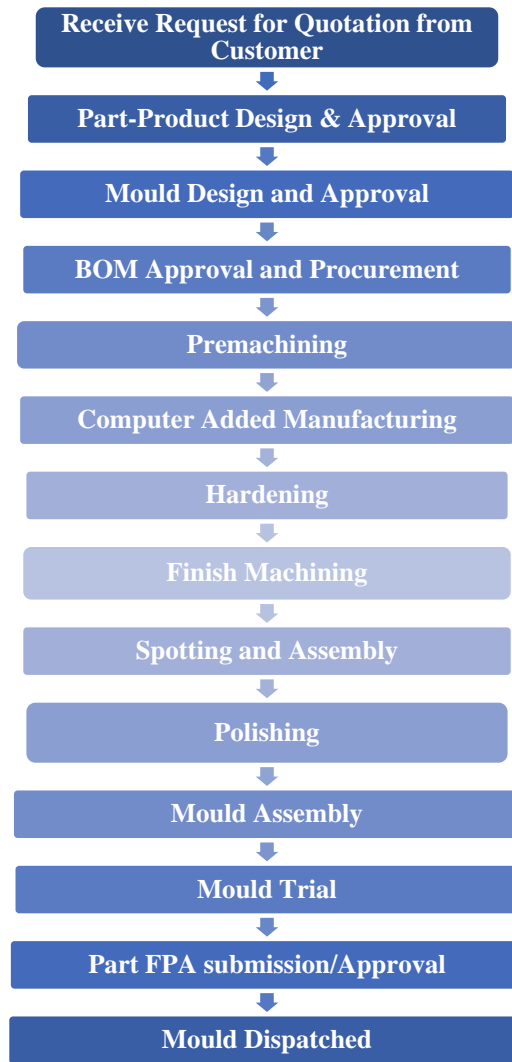 Receive Request for Quotation from
Customer
Part-Product Design & Approval
Mould Design and Approval
BOM Approval and Procurement
Premachining
Computer Added Manufacturing
Hardening
Finish Machining
Spotting and Assembly
Polishing
Mould Assembly
Mould Trial
Part FPA submission/Approval
Mould Dispatched